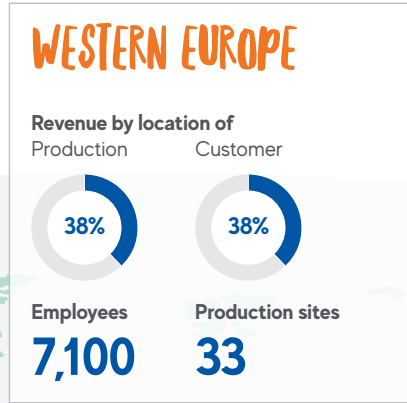 WESTERN EUROPE
Revenue by location of
Production Customer
38% 38%
Employees Production sites
7,100 33